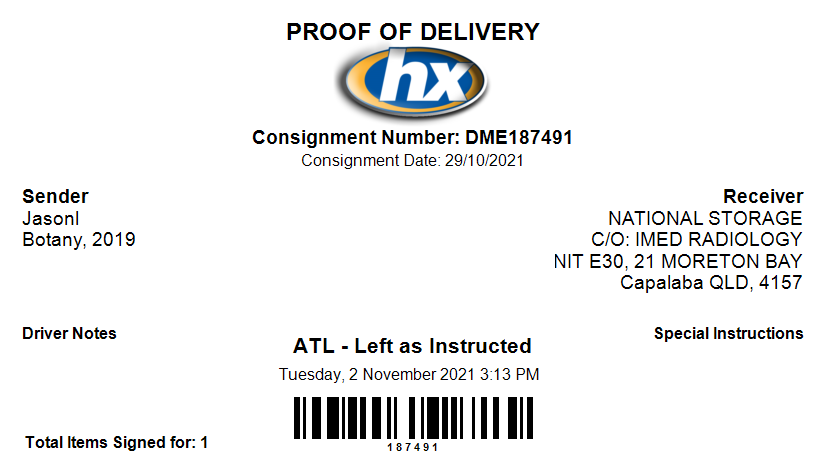 PROOF OF DELIVERY
hx
Consignment Number: DME187491
Consignment Date: 29/10/2021
Sender
JasonI
Botany, 2019
Receiver
NATIONAL STORAGE
C/O: IMED RADIOLOGY
NIT E30, 21 MORETON BAY
Capalaba QLD, 4157
Driver Notes
ATL - Left as Instructed
Tuesday, 2 November 2021 3:13 PM
Special Instructions
187491
Total Items Signed for: 1